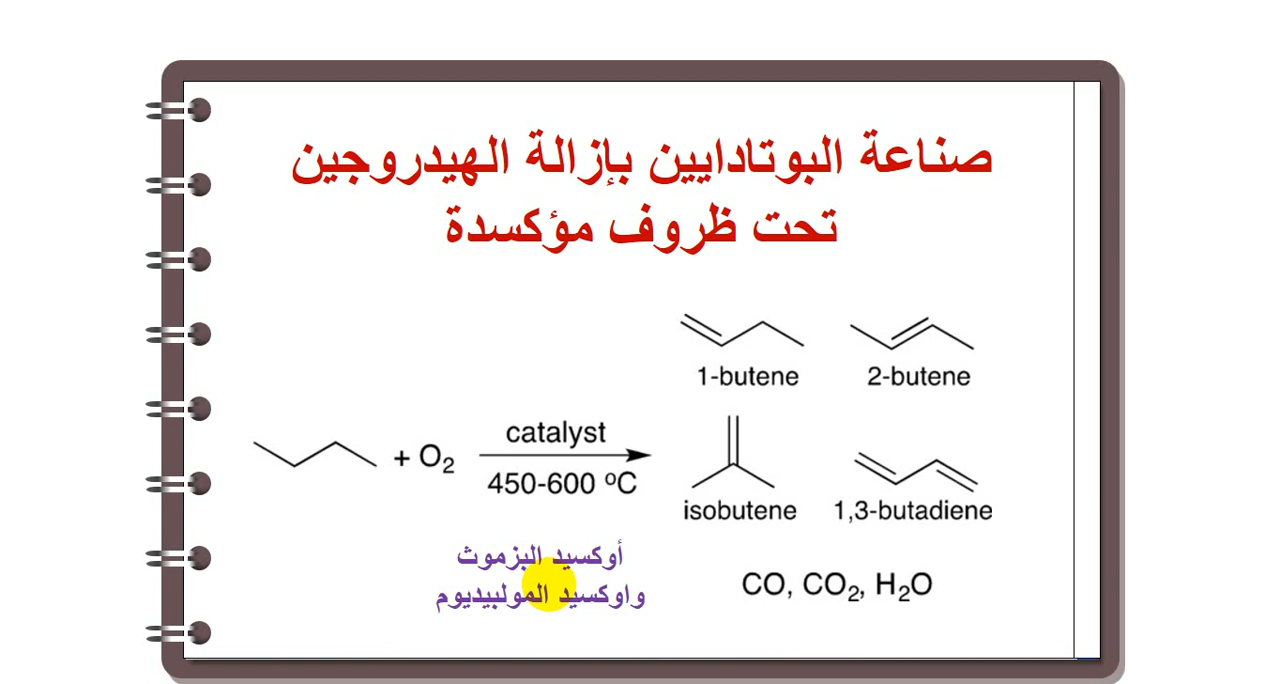 صناعة البوتادايين بإزالة الهيدروجين
تحت ظروف مؤكسدة
1-butene
2-butene
+ O₂
catalyst
450-600 ºC
isobutene
1,3-butadiene
أوكسيد البزموث
واوكسيد المولبيديوم
CO, CO₂, H₂O